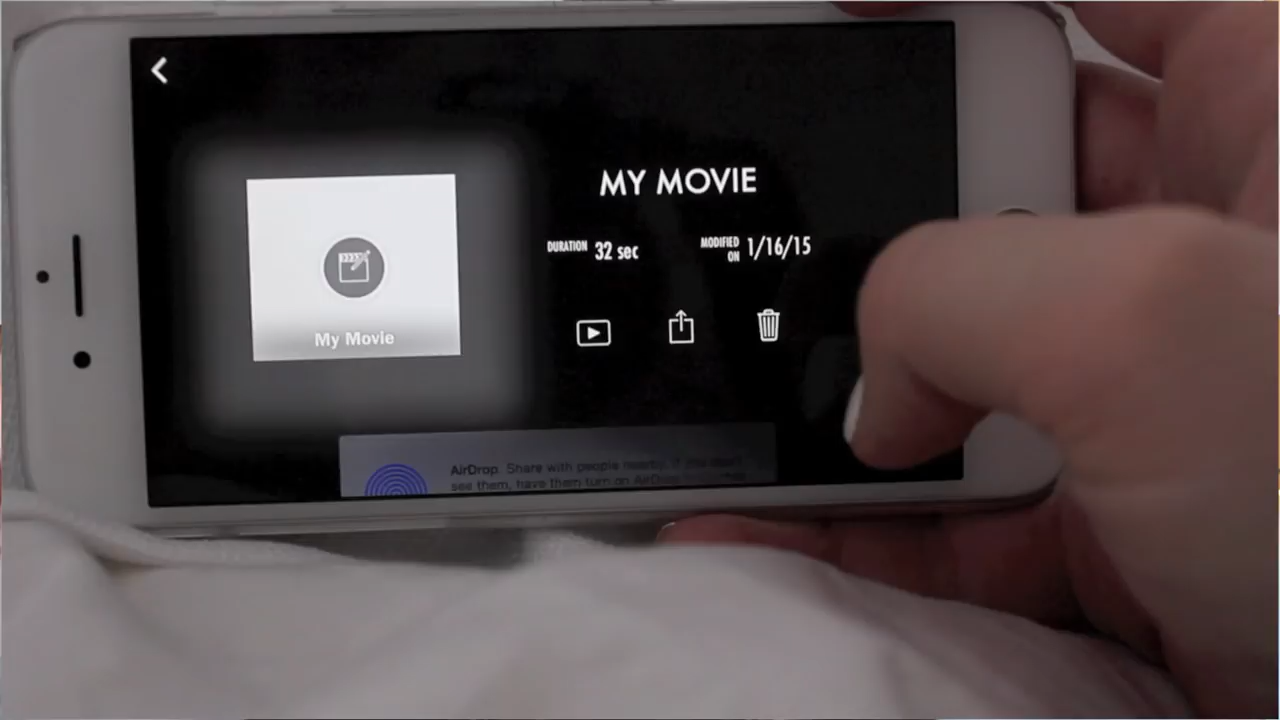 MY MOVIE
DURATION 32 sec
MODIFIED ON 1/16/15
My Movie
AirDrop. Share with people nearby. If you don't
see them, have them turn on AirDrop